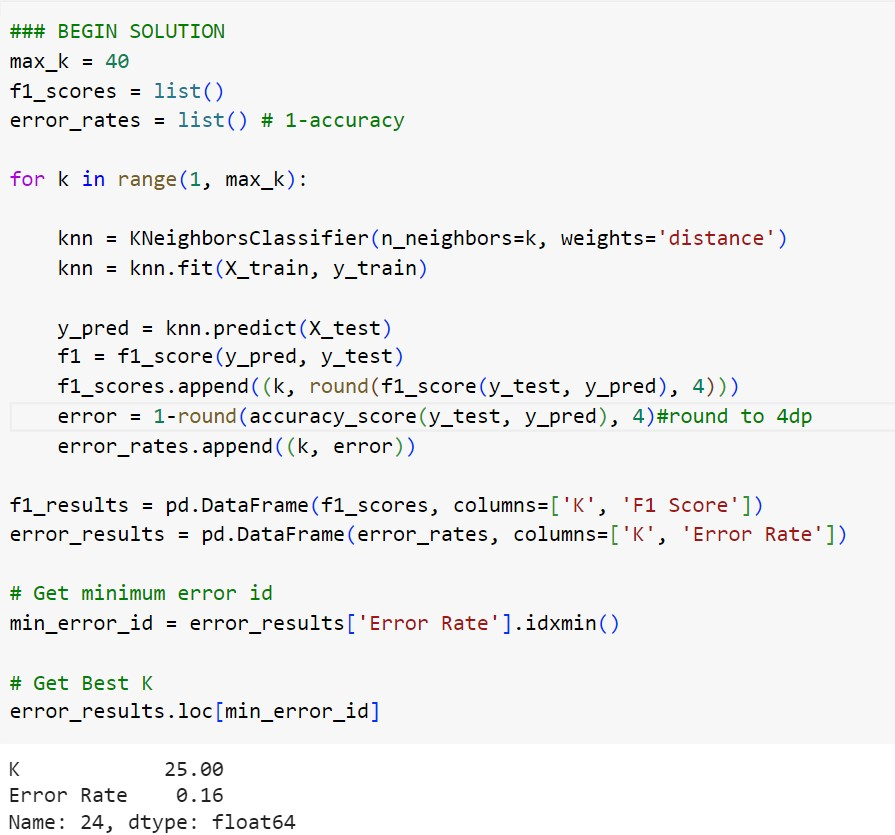 ### BEGIN SOLUTION
max_k = 40
f1_scores = list()
error_rates = list() # 1-accuracy
for k in range(1, max_k):
    knn = KNeighborsClassifier(n_neighbors=k, weights='distance')
    knn = knn.fit(X_train, y_train)
    y_pred = knn.predict(X_test)
    f1 = f1_score(y_pred, y_test)
    f1_scores.append((k, round(f1_score(y_test, y_pred), 4)))
    error = 1-round(accuracy_score(y_test, y_pred), 4)#round to 4dp
    error_rates.append((k, error))
f1_results = pd.DataFrame(f1_scores, columns=['K', 'F1 Score'])
error_results = pd.DataFrame(error_rates, columns=['K', 'Error Rate'])
# Get minimum error id
min_error_id = error_results['Error Rate'].idxmin()
# Get Best K
error_results.loc[min_error_id]
K             25.00
Error Rate     0.16
Name: 24, dtype: float64